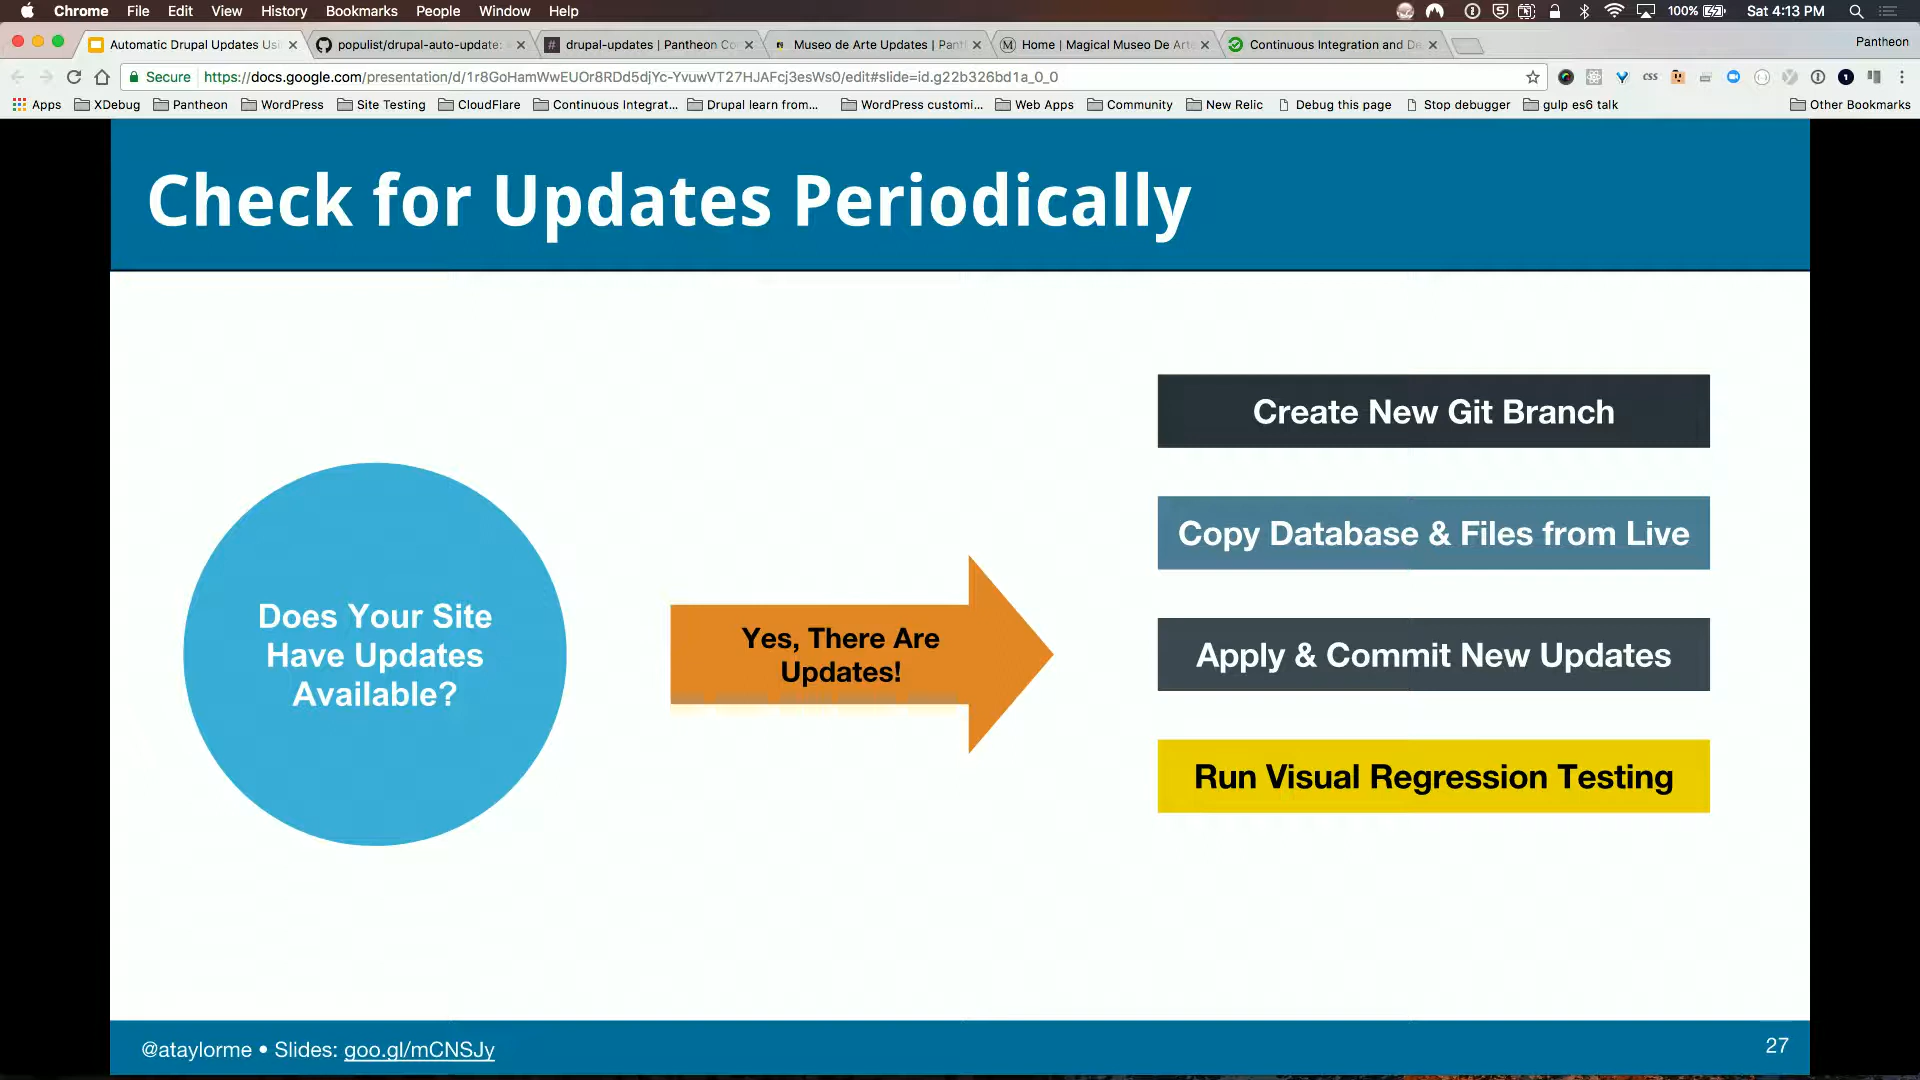 Chrome File Edit View History Bookmarks People Window Help 100% Sat 4:13 PM
Automatic Drupal Updates Usi populist/drupal-auto-update: drupal-updates | Pantheon Co Museo de Arte Updates | Pant Home | Magical Museo De Arte Continuous Integration and De Pantheon
Secure https://docs.google.com/presentation/d/1r8GoHamWwEUOr8RDd5djYc-YvuwVT27HJAFcj3esWs0/edit#slide=id.g22b326bd1a_0_0
Apps XDebug Pantheon WordPress Site Testing CloudFlare Continuous Integrat... Drupal learn from... WordPress customi... Web Apps Community New Relic Debug this page Stop debugger gulp es6 talk Other Bookmarks
Check for Updates Periodically
Does Your Site
Have Updates
Available?
Yes, There Are
Updates!
Create New Git Branch
Copy Database & Files from Live
Apply & Commit New Updates
Run Visual Regression Testing
@ataylorme • Slides: goo.gl/mCNSJy
27